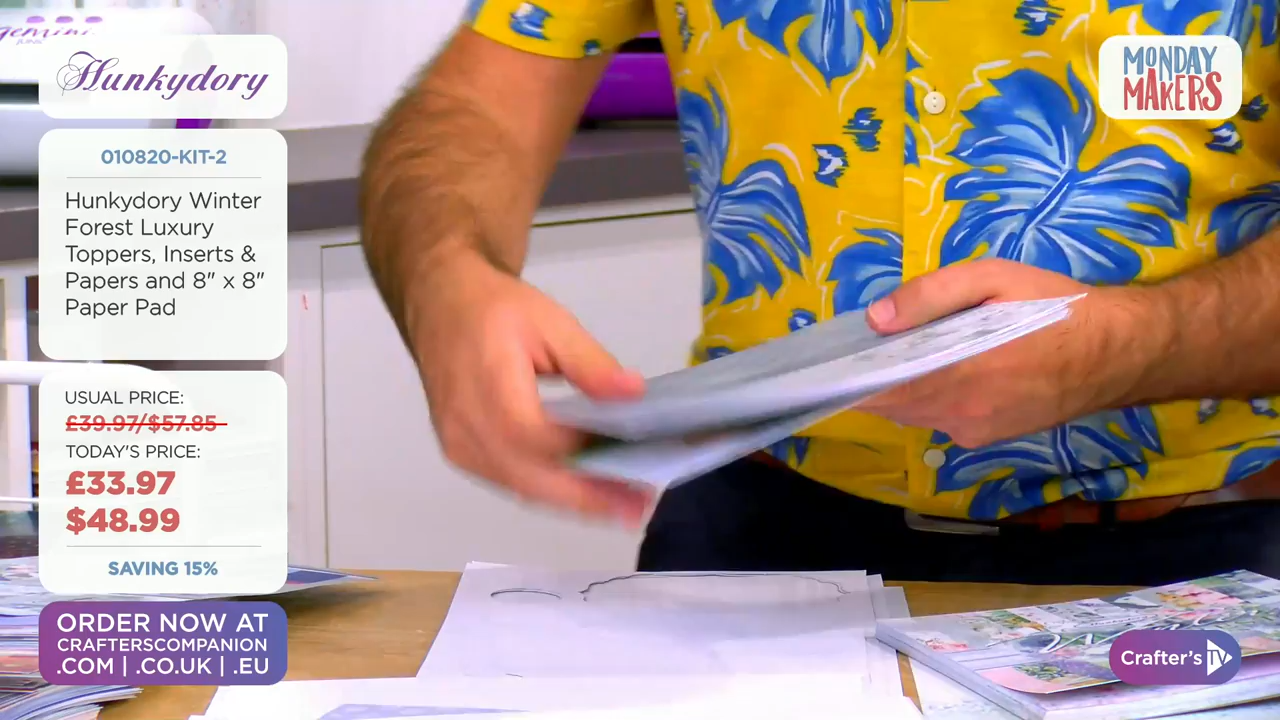 gemini
JUNIOR
Hunkydory
MONDAY
MAKERS
010820-KIT-2
Hunkydory Winter
Forest Luxury
Toppers, Inserts &
Papers and 8" x 8"
Paper Pad
USUAL PRICE:
£39.97/$57.85
TODAY'S PRICE:
£33.97
$48.99
SAVING 15%
ORDER NOW AT
CRAFTERSCOMPANION
.COM | .CO.UK | .EU
Crafter's TV